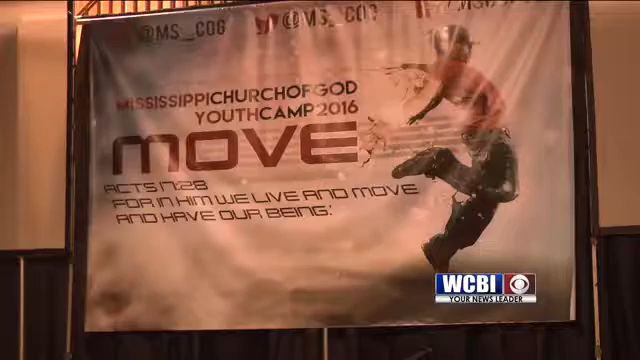 @MS_COG @MS_COG
MISSISSIPPICHURCHOFGOD
YOUTHCAMP2016
MOVE
ACTS 17:28
"FOR IN HIM WE LIVE AND MOVE
AND HAVE OUR BEING."
WCBI
YOUR NEWS LEADER